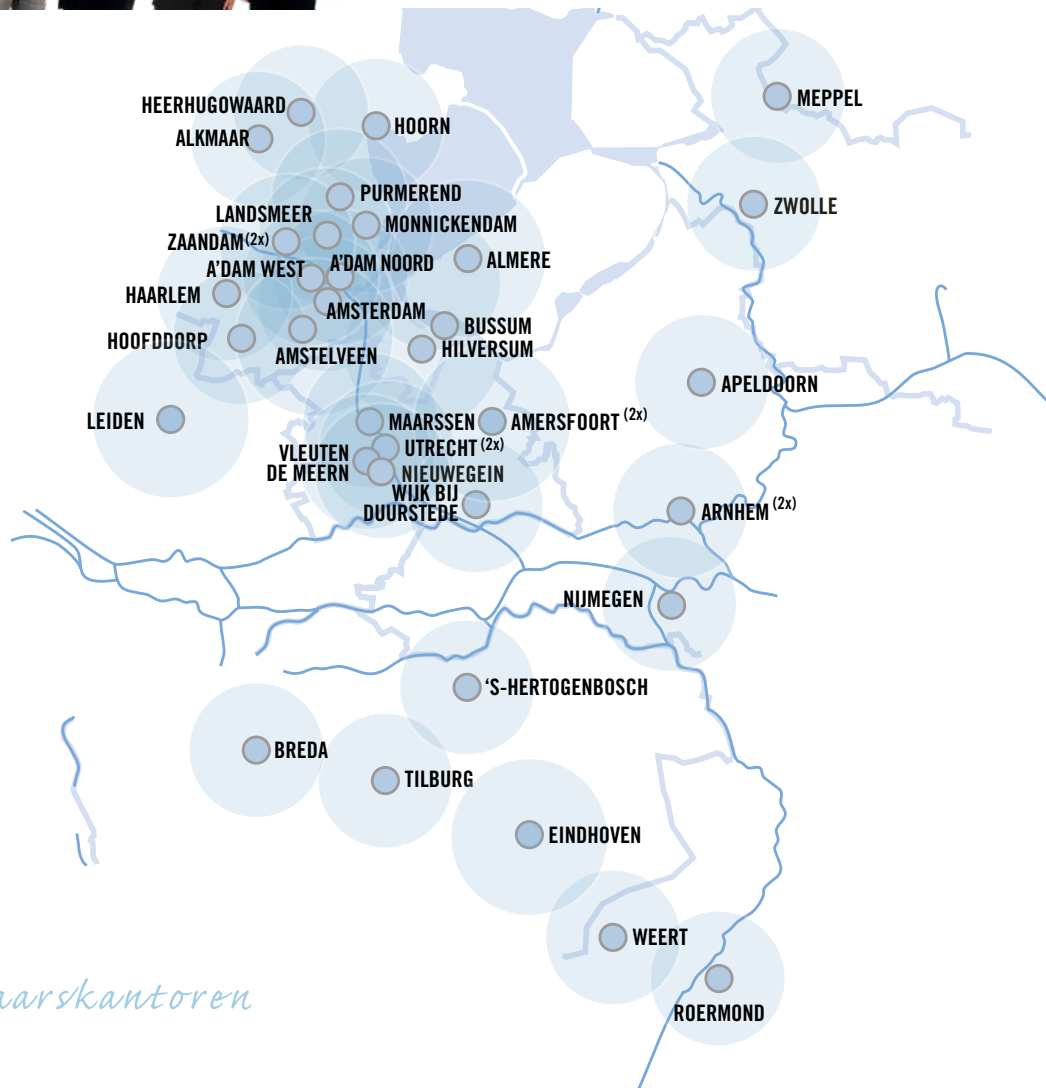 MEPPEL
HEERHUGOWAARD
HOORN
ALKMAAR
PURMEREND
ZWOLLE
LANDSMEER
MONNICKENDAM
ZAANDAM (2x)
A'DAM WEST
A'DAM NOORD
ALMERE
HAARLEM
AMSTERDAM
BUSSUM
HOOFDDORP
HILVERSUM
AMSTELVEEN
APELDOORN
LEIDEN
MAARSSEN
AMERSFOORT (2x)
UTRECHT (2x)
VLEUTEN
DE MEERN
NIEUWEGEIN
WIJK BIJ
DUURSTEDE
ARNHEM (2x)
NIJMEGEN
'S-HERTOGENBOSCH
BREDA
TILBURG
EINDHOVEN
WEERT
aarskantoren
ROERMOND